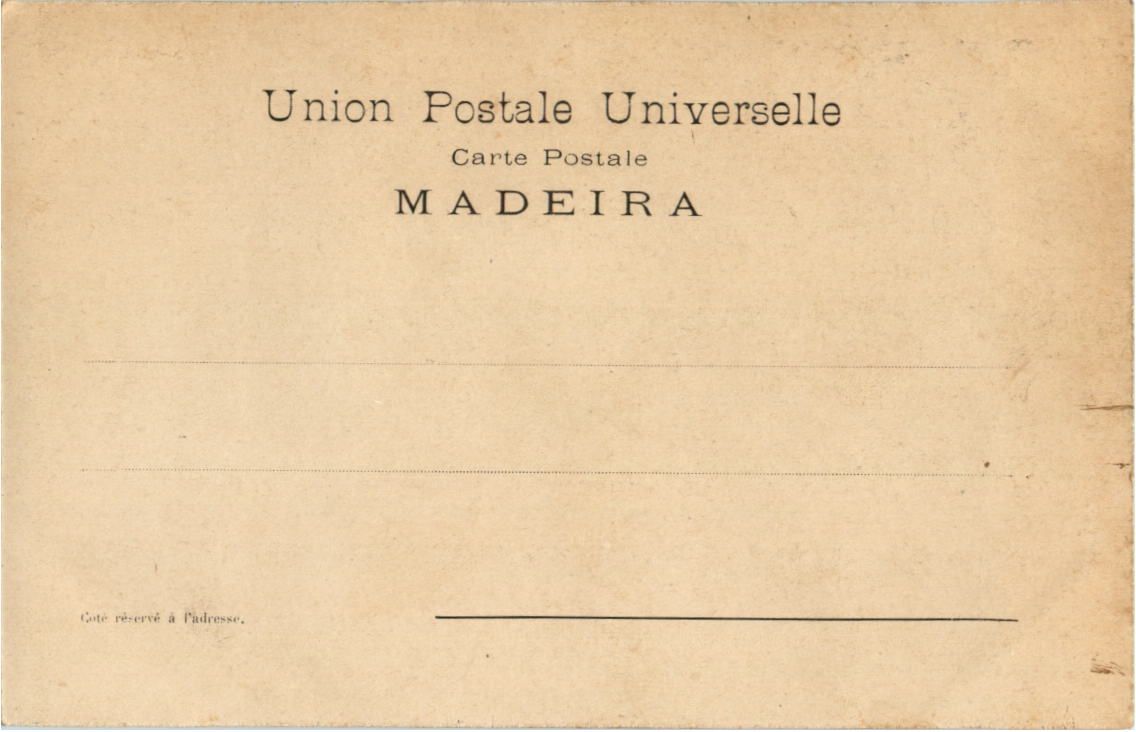 Union Postale Universelle
Carte Postale
MADEIRA
Coté réservé à l'adresse.